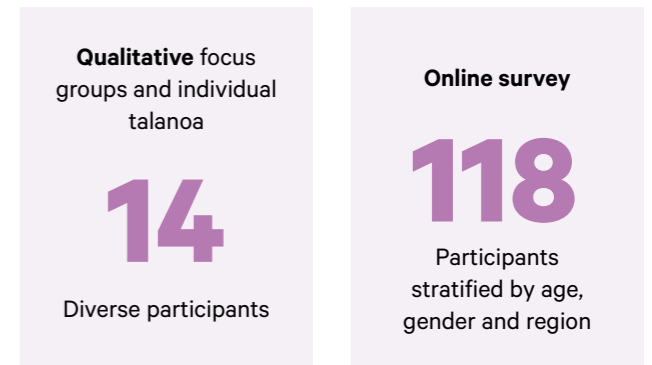 Qualitative focus
groups and individual
talanoa
14
Diverse participants
Online survey
118
Participants
stratified by age,
gender and region